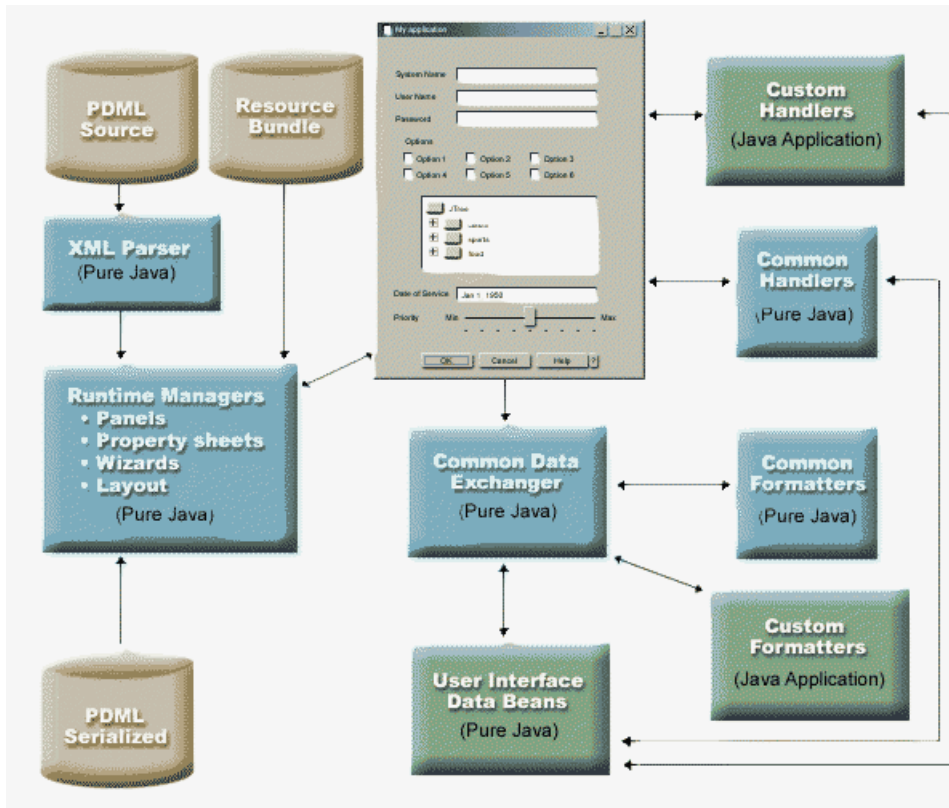 PDML
Source
Resource
Bundle
XML Parser
(Pure Java)
Runtime Managers
• Panels
• Property sheets
• Wizards
• Layout
(Pure Java)
PDML
Serialized
My application
System Name
User Name
Password
Options
Option 1 Option 2 Option 3
Option 4 Option 5 Option 6
JTree
sports
food
Date of Service Jan 1 1950
Priority Min Max
OK Cancel Help ?
Common Data
Exchanger
(Pure Java)
User Interface
Data Beans
(Pure Java)
Custom
Handlers
(Java Application)
Common
Handlers
(Pure Java)
Common
Formatters
(Pure Java)
Custom
Formatters
(Java Application)